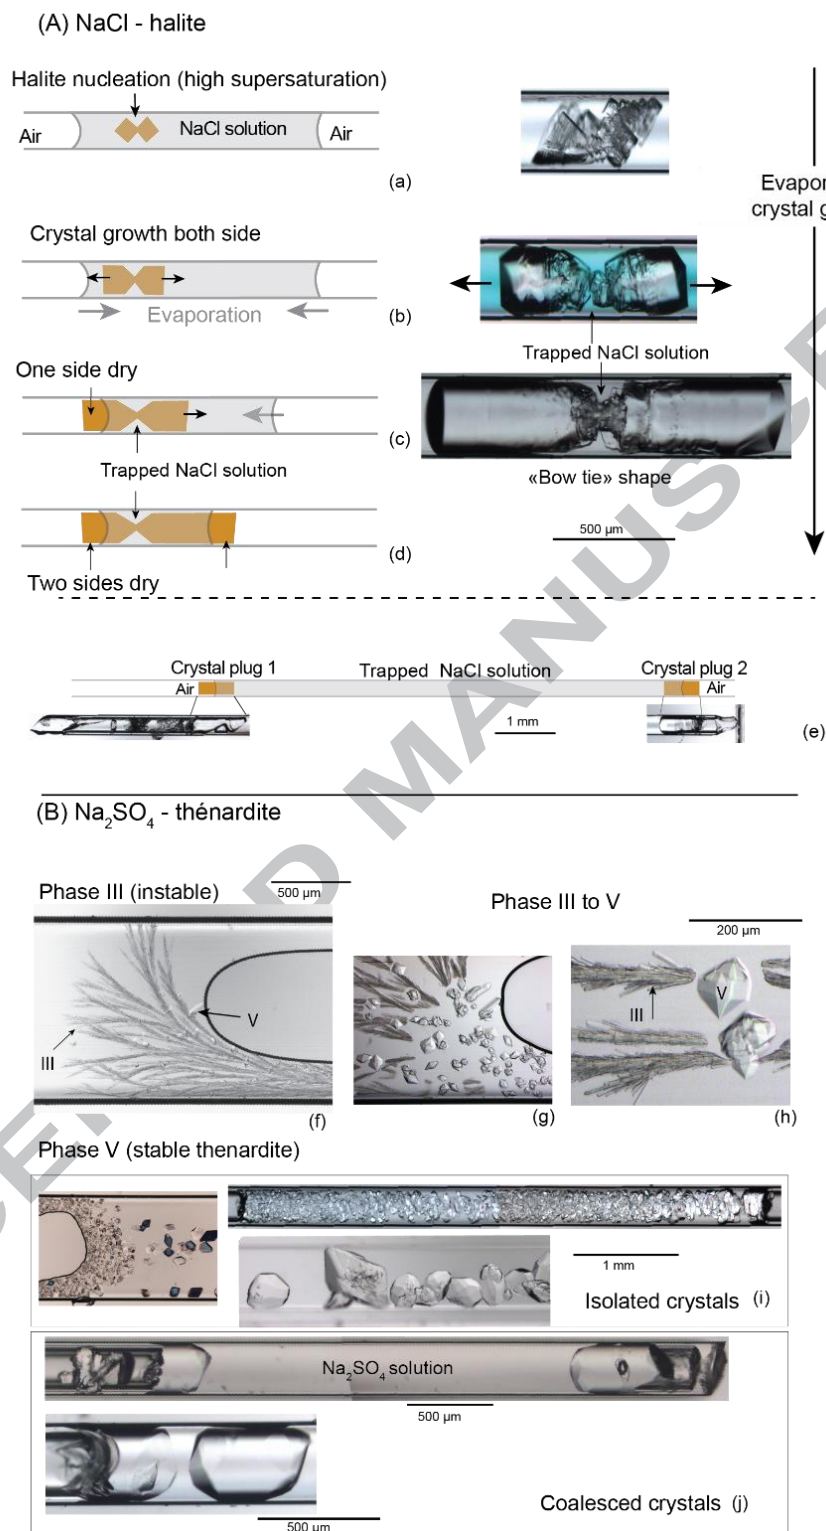 (A) NaCl - halite
Halite nucleation (high supersaturation)
Air
NaCl solution
Air
(a)
Evapor
crystal g
Crystal growth both side
Evaporation
(b)
Trapped NaCl solution
One side dry
(c)
Trapped NaCl solution
«Bow tie» shape
500 µm
(d)
Two sides dry
Crystal plug 1
Trapped NaCl solution
Crystal plug 2
Air
Air
1 mm
(e)
(B) Na2SO4 - thénardite
Phase III (instable)
500 µm
Phase III to V
200 µm
V
III
V
III
(f)
(g)
(h)
Phase V (stable thenardite)
1 mm
Isolated crystals (i)
Na2SO4 solution
500 µm
Coalesced crystals (j)
500 µm
MANUSC